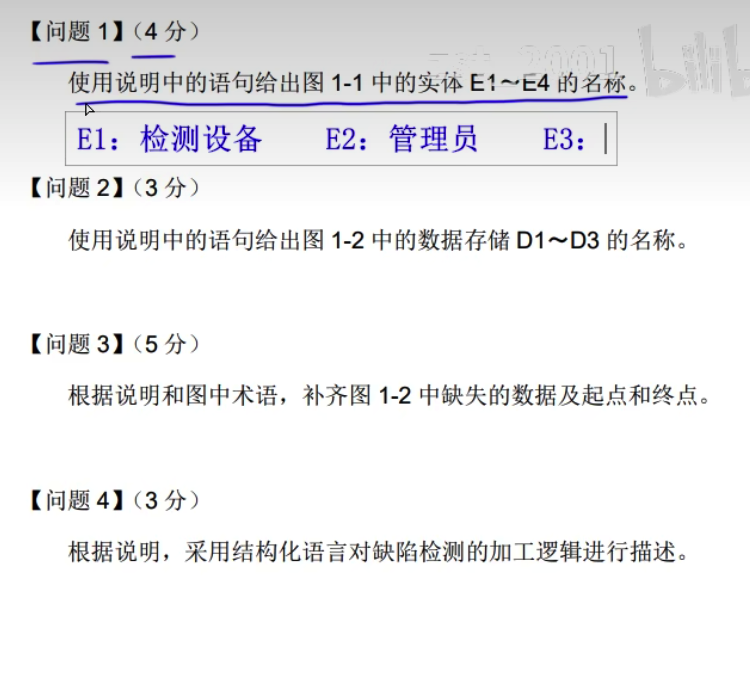 【问题 1】（4 分）
使用说明中的语句给出图 1-1 中的实体 E1～E4 的名称。
E1：检测设备 E2：管理员 E3：
【问题 2】（3 分）
使用说明中的语句给出图 1-2 中的数据存储 D1～D3 的名称。
【问题 3】（5 分）
根据说明和图中术语，补齐图 1-2 中缺失的数据及起点和终点。
【问题 4】（3 分）
根据说明，采用结构化语言对缺陷检测的加工逻辑进行描述。